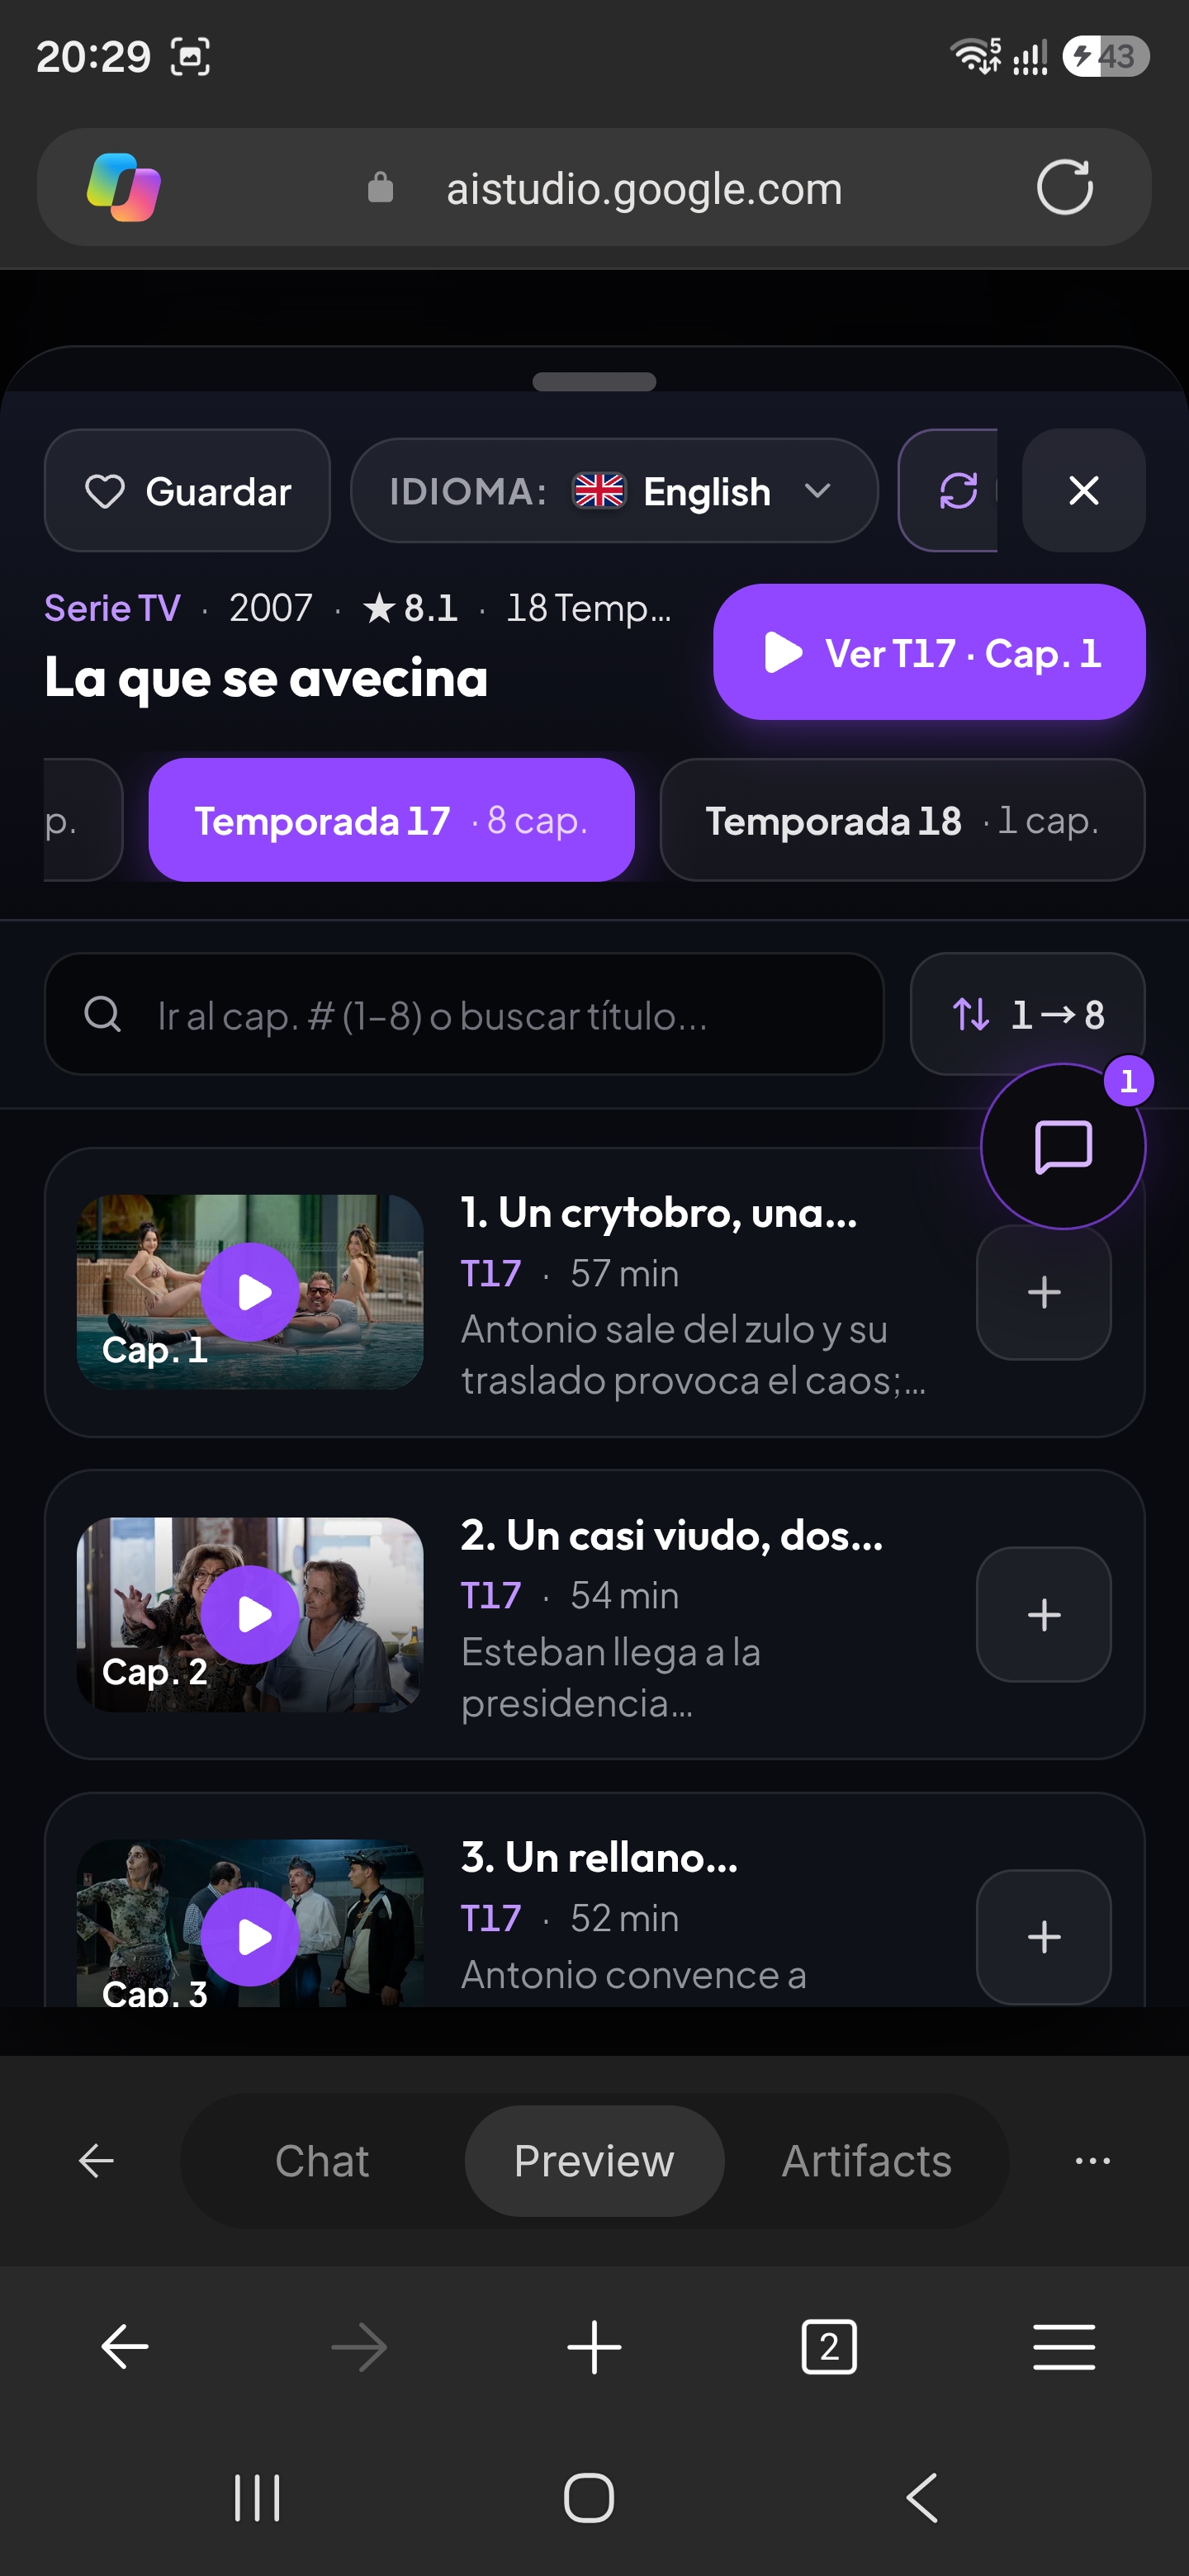 20:29
5
43
aistudio.google.com
Guardar
IDIOMA: English
Serie TV · 2007 · ★ 8.1 · 18 Temp...
Ver T17 · Cap. 1
La que se avecina
p.
Temporada 17 · 8 cap.
Temporada 18 · 1 cap.
Ir al cap. # (1–8) o buscar título...
1 → 8
1
1. Un crytobro, una...
T17 · 57 min
Antonio sale del zulo y su
traslado provoca el caos;...
Cap. 1
2. Un casi viudo, dos...
T17 · 54 min
Esteban llega a la
presidencia...
Cap. 2
3. Un rellano...
T17 · 52 min
Antonio convence a
Cap. 3
Chat
Preview
Artifacts
2